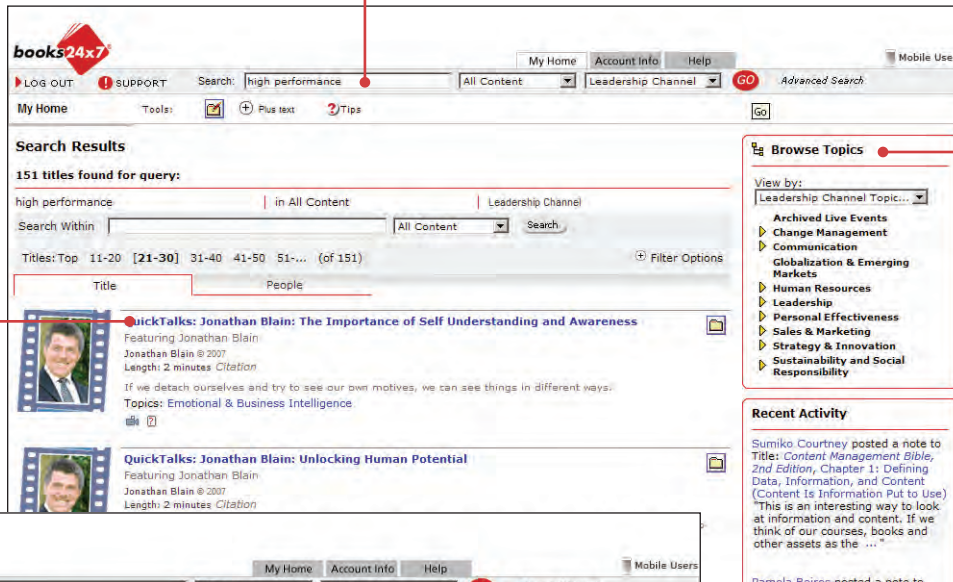 books24x7
My Home Account Info Help Mobile Use
LOG OUT SUPPORT Search: high performance All Content Leadership Channel GO Advanced Search
My Home Tools: Plus text Tips Go
Search Results
151 titles found for query:
high performance in All Content Leadership Channel
Search Within All Content Search
Titles: Top 11-20 [21-30] 31-40 41-50 51-... (of 151) Filter Options
Title People
QuickTalks: Jonathan Blain: The Importance of Self Understanding and Awareness
Featuring Jonathan Blain
Jonathan Blain © 2007
Length: 2 minutes Citation
If we detach ourselves and try to see our own motives, we can see things in different ways.
Topics: Emotional & Business Intelligence
QuickTalks: Jonathan Blain: Unlocking Human Potential
Featuring Jonathan Blain
Jonathan Blain © 2007
Length: 2 minutes Citation
Browse Topics
View by:
Leadership Channel Topic...
Archived Live Events
Change Management
Communication
Globalization & Emerging
Markets
Human Resources
Leadership
Personal Effectiveness
Sales & Marketing
Strategy & Innovation
Sustainability and Social
Responsibility
Recent Activity
Sumiko Courtney posted a note to
Title: Content Management Bible,
2nd Edition, Chapter 1: Defining
Data, Information, and Content
(Content Is Information Put to Use)
"This is an interesting way to look
at information and content. If we
think of our courses, books and
other assets as the ..."
My Home Account Info Help Mobile Users